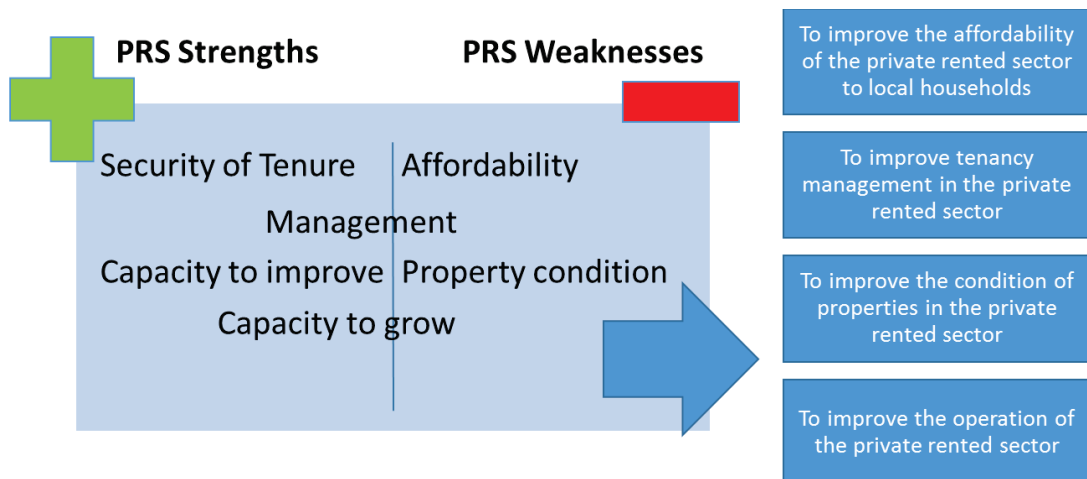 PRS Strengths
PRS Weaknesses
Security of Tenure
Affordability
Management
Capacity to improve
Property condition
Capacity to grow
To improve the affordability
of the private rented sector
to local households
To improve tenancy
management in the private
rented sector
To improve the condition of
properties in the private
rented sector
To improve the operation of
the private rented sector